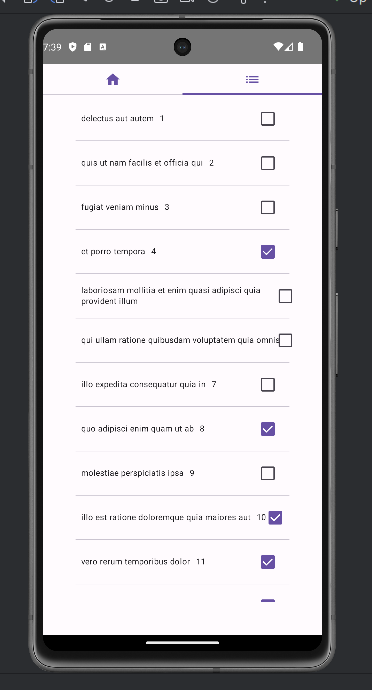 7:39
delectus aut autem 1
quis ut nam facilis et officia qui 2
fugiat veniam minus 3
et porro tempora 4
laboriosam mollitia et enim quasi adipisci quia
provident illum
qui ullam ratione quibusdam voluptatem quia omnis
illo expedita consequatur quia in 7
quo adipisci enim quam ut ab 8
molestiae perspiciatis ipsa 9
illo est ratione doloremque quia maiores aut 10
vero rerum temporibus dolor 11